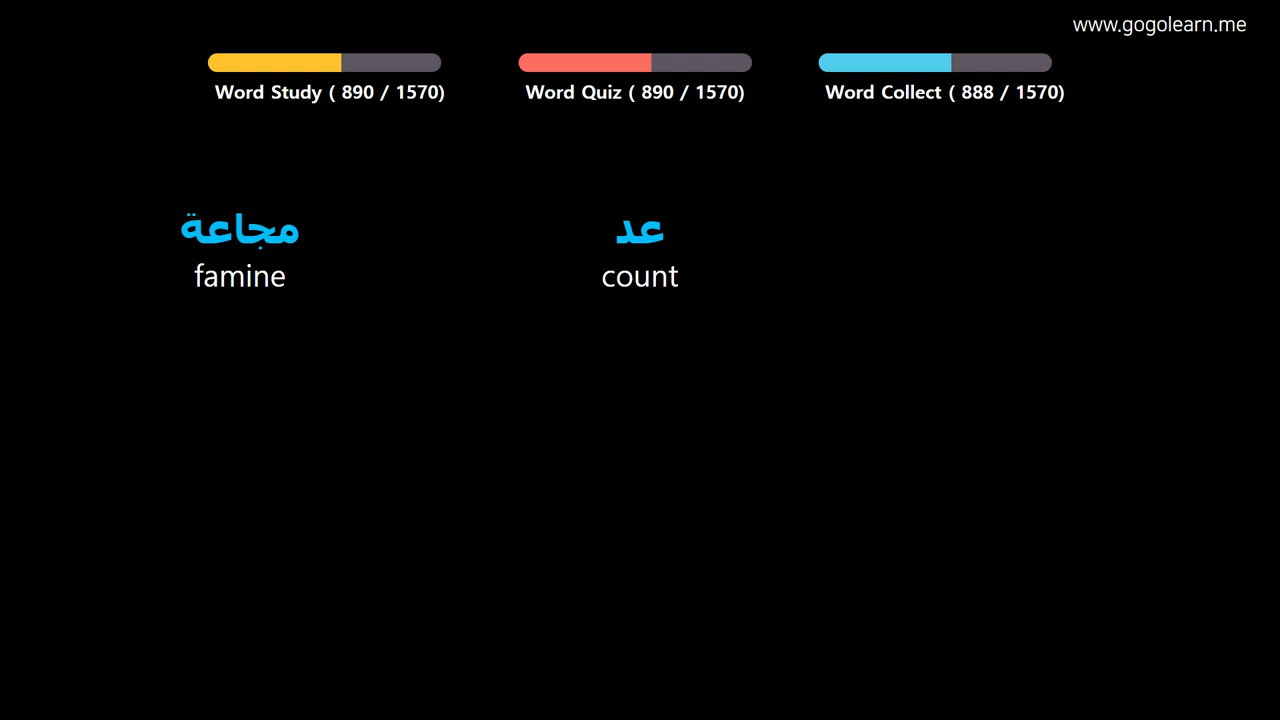 www.gogolearn.me
Word Study ( 890 / 1570)
Word Quiz ( 890 / 1570)
Word Collect ( 888 / 1570)
مجاعة
famine
عد
count